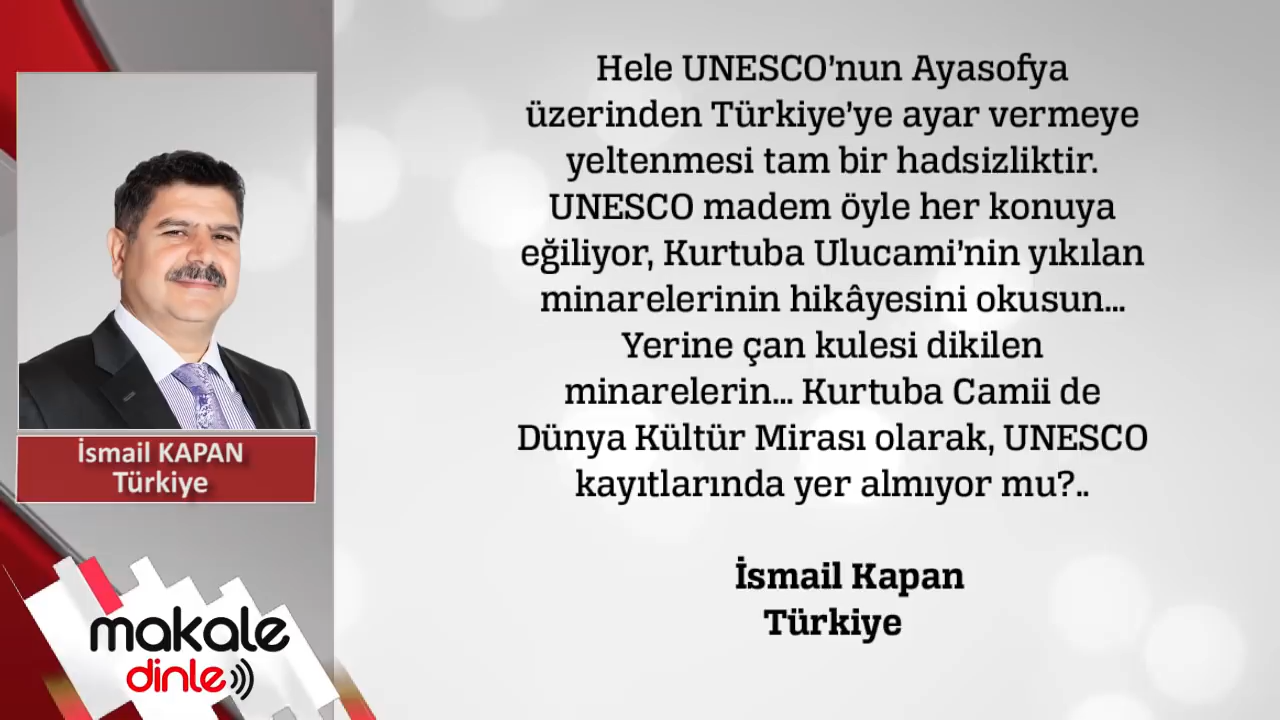 Hele UNESCO’nun Ayasofya
üzerinden Türkiye’ye ayar vermeye
yeltenmesi tam bir hadsizliktir.
UNESCO madem öyle her konuya
eğiliyor, Kurtuba Ulucami’nin yıkılan
minarelerinin hikâyesini okusun...
Yerine çan kulesi dikilen
minarelerin... Kurtuba Camii de
Dünya Kültür Mirası olarak, UNESCO
kayıtlarında yer almıyor mu?..
İsmail Kapan
Türkiye
İsmail KAPAN
Türkiye
makale
dinle